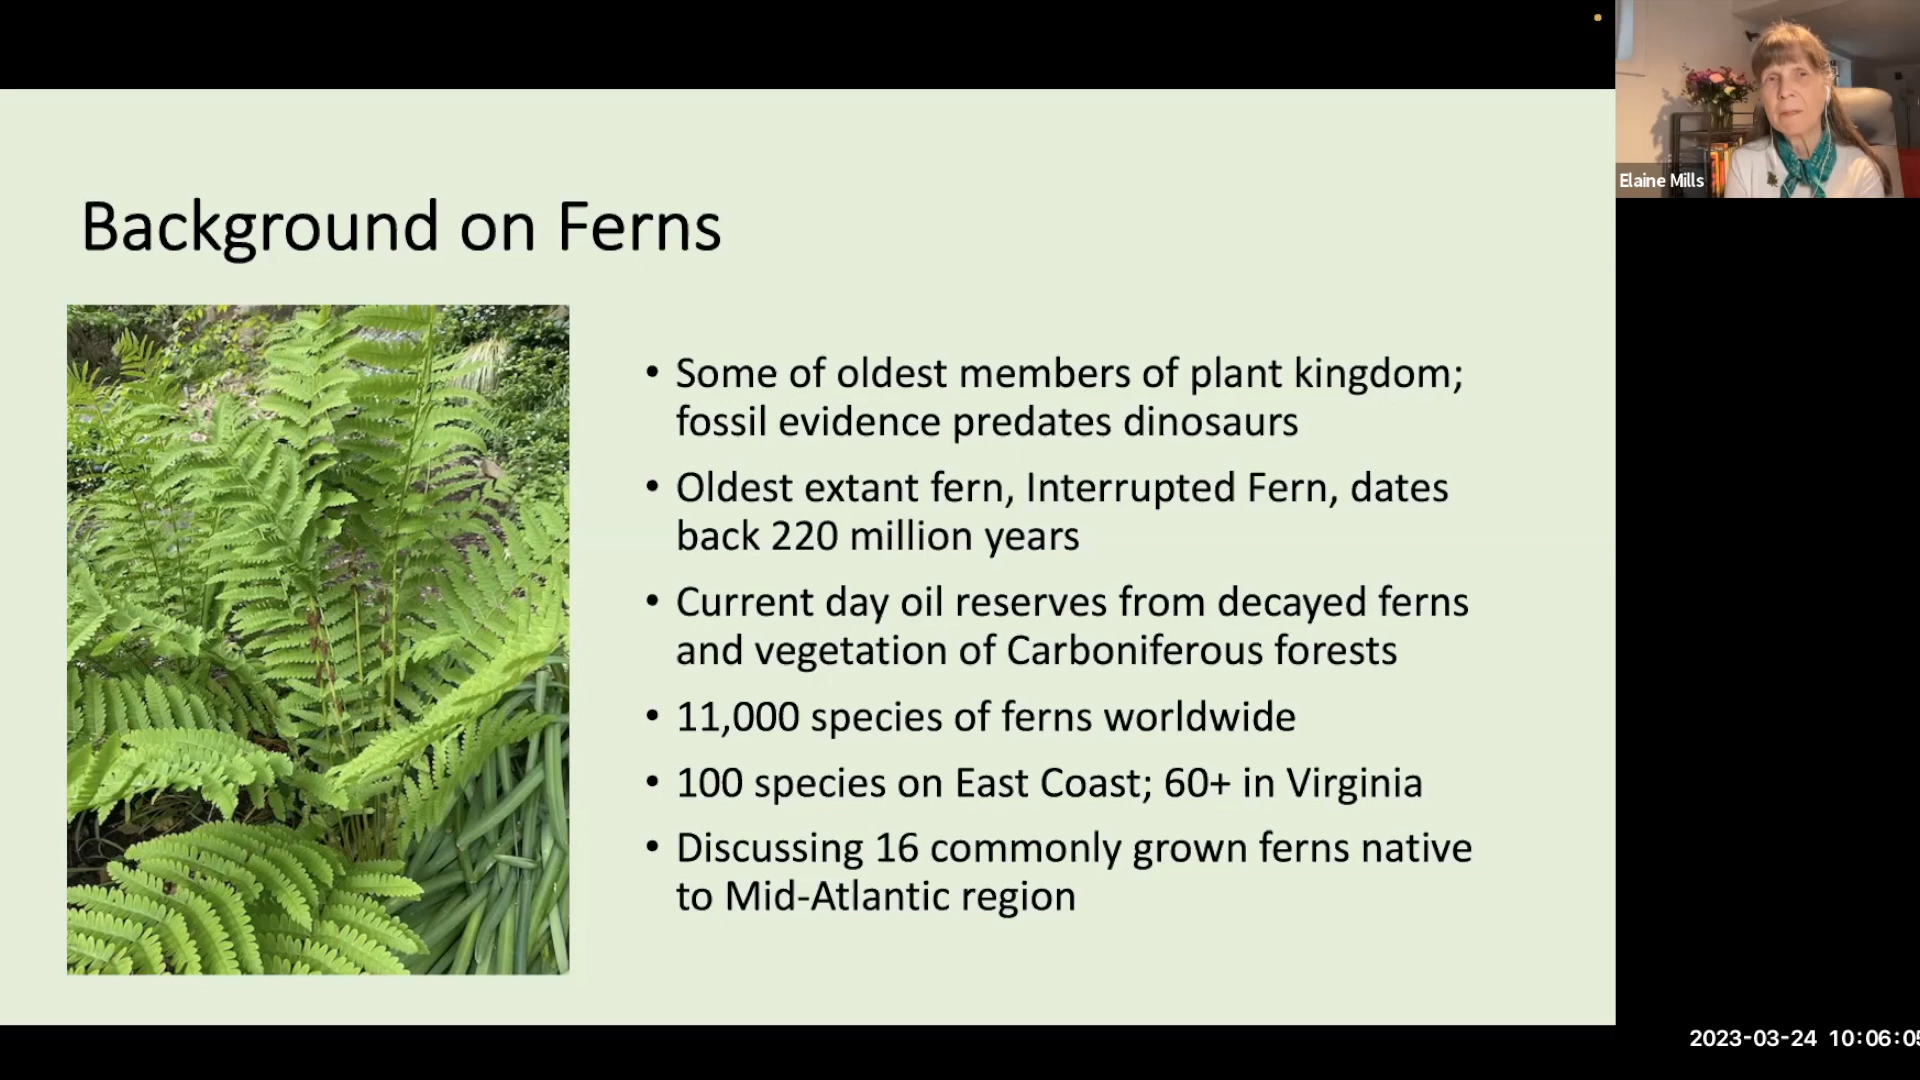 Elaine Mills
Background on Ferns
• Some of oldest members of plant kingdom;
fossil evidence predates dinosaurs
• Oldest extant fern, Interrupted Fern, dates
back 220 million years
• Current day oil reserves from decayed ferns
and vegetation of Carboniferous forests
• 11,000 species of ferns worldwide
• 100 species on East Coast; 60+ in Virginia
• Discussing 16 commonly grown ferns native
to Mid-Atlantic region
2023-03-24 10:06:05